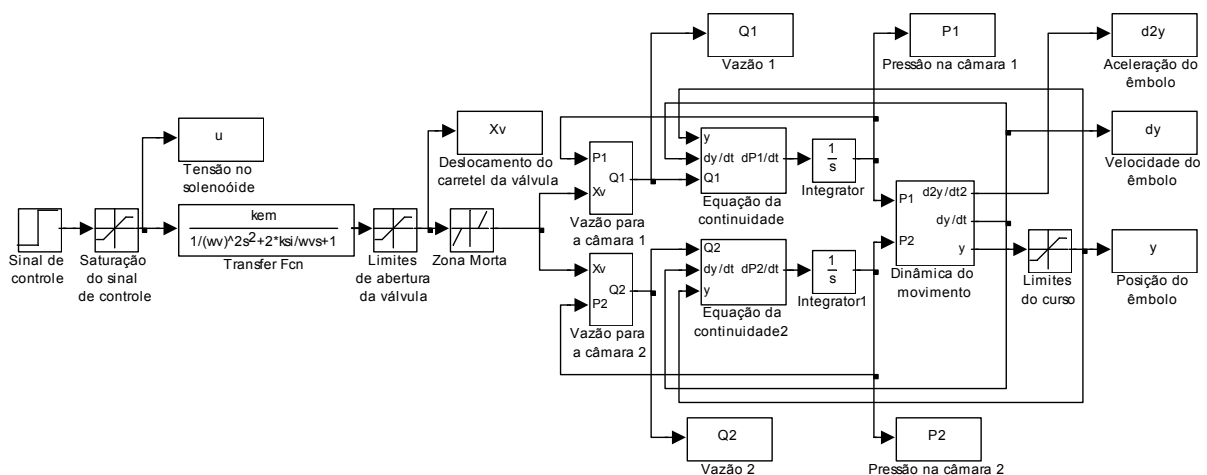 Q1
Vazão 1
P1
Pressão na câmara 1
d2y
Aceleração do
êmbolo
u
Tensão no
solenoóide
Xv
Deslocamento do
carretel da válvula
dy
Velocidade do
êmbolo
Sinal de
controle
Saturação
do sinal
de controle
kem
1/(wv)^2s²+2*ksi/wvs+1
Transfer Fcn
Limites
de abertura
da válvula
Zona Morta
P1
Xv
Q1
Vazão para
a câmara 1
Xv
P2
Q2
Vazão para
a câmara 2
y
dy/dt
Q1
dP1/dt
Equação da
continuidade
1
s
Integrator
Q2
dy/dt
y
dP2/dt
Equação da
continuidade2
1
s
Integrator1
P1
P2
d2y/dt2
dy/dt
y
Dinâmica do
movimento
Limites
do curso
y
Posição do
êmbolo
Q2
Vazão 2
P2
Pressão na câmara 2